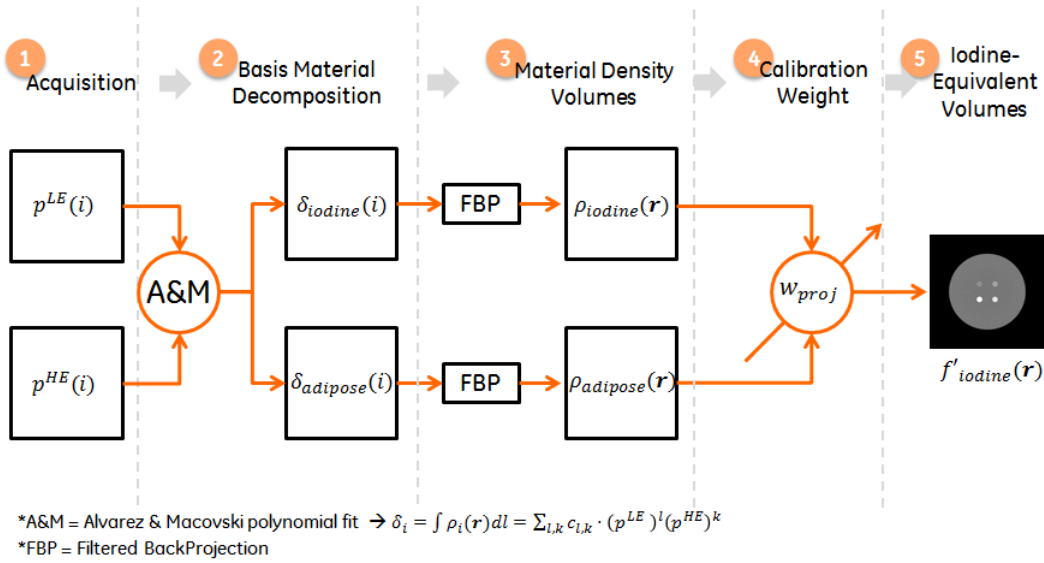 1 Acquisition
2 Basis Material
Decomposition
3 Material Density
Volumes
4 Calibration
Weight
5 Iodine-
Equivalent
Volumes
p^{LE}(i)
δ_{iodine}(i)
FBP
ρ_{iodine}(𝒓)
A&M
w_{proj}
p^{HE}(i)
δ_{adipose}(i)
FBP
ρ_{adipose}(𝒓)
f'_{iodine}(𝒓)
*A&M = Alvarez & Macovski polynomial fit → δ_i = ∫ ρ_i(𝒓)dl = ∑_{l,k} c_{l,k} · (p^{LE})^l(p^{HE})^k
*FBP = Filtered BackProjection